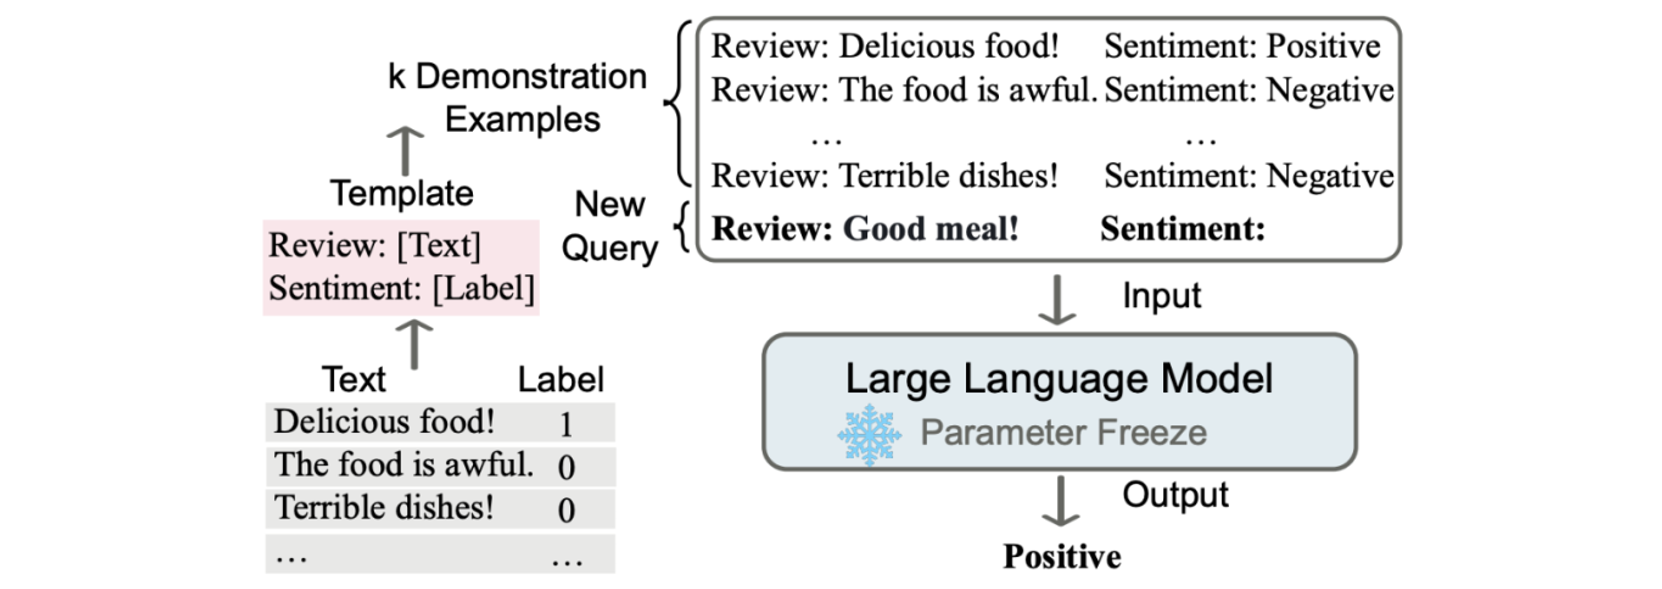 k Demonstration
Examples
Template
Review: [Text]
Sentiment: [Label]
Text Label
Delicious food! 1
The food is awful. 0
Terrible dishes! 0
… …
Review: Delicious food! Sentiment: Positive
Review: The food is awful. Sentiment: Negative
… …
Review: Terrible dishes! Sentiment: Negative
New
Query
Review: Good meal! Sentiment:
Input
Large Language Model
Parameter Freeze
Output
Positive